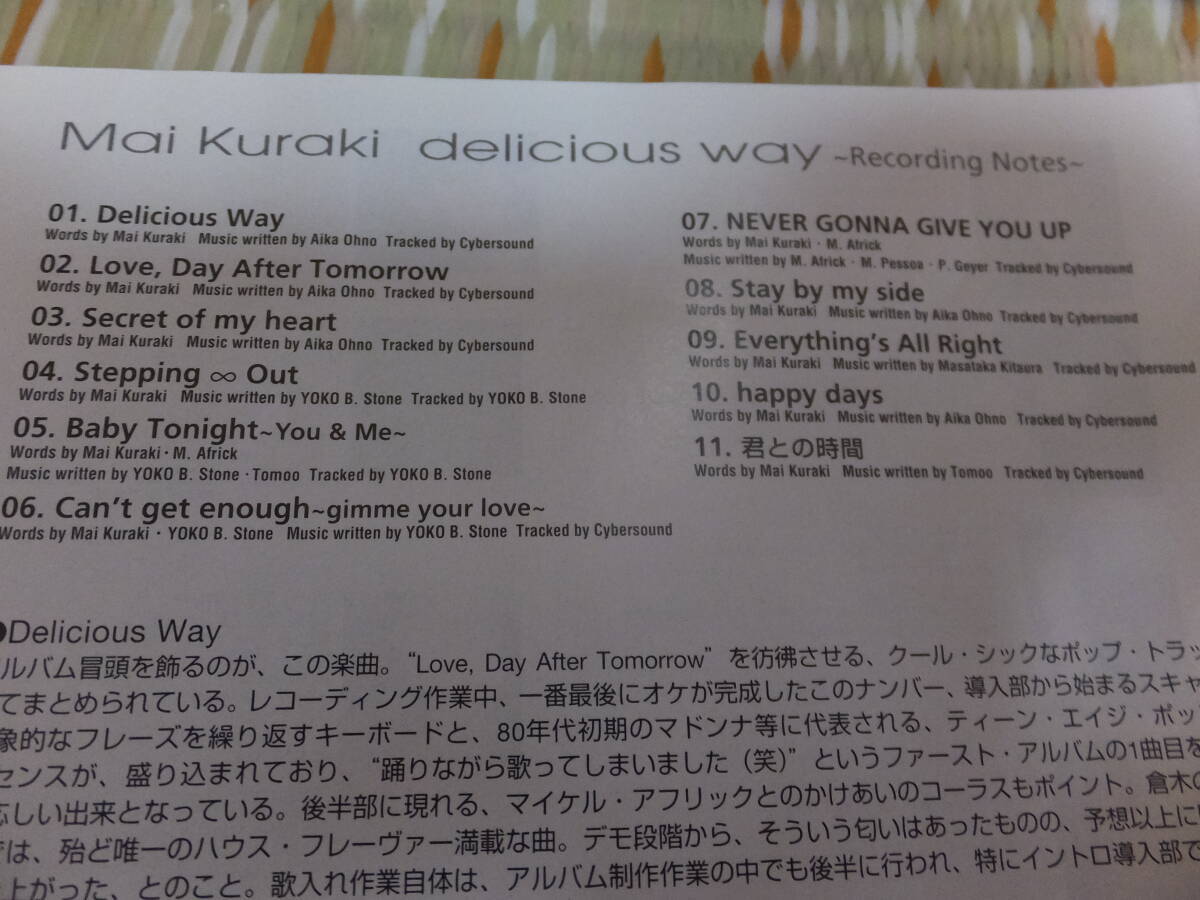 Mai Kuraki delicious way ~Recording Notes~
01. Delicious Way
Words by Mai Kuraki Music written by Aika Ohno Tracked by Cybersound
02. Love, Day After Tomorrow
Words by Mai Kuraki Music written by Aika Ohno Tracked by Cybersound
03. Secret of my heart
Words by Mai Kuraki Music written by Aika Ohno Tracked by Cybersound
04. Stepping ∞ Out
Words by Mai Kuraki Music written by YOKO B. Stone Tracked by YOKO B. Stone
05. Baby Tonight~You & Me~
Words by Mai Kuraki・M. Africk
Music written by YOKO B. Stone・Tomoo Tracked by YOKO B. Stone
06. Can't get enough~gimme your love~
Words by Mai Kuraki・YOKO B. Stone Music written by YOKO B. Stone Tracked by Cybersound
07. NEVER GONNA GIVE YOU UP
Words by Mai Kuraki・M. Africk
Music written by M. Africk・M. Pessoa・P. Geyer Tracked by Cybersound
08. Stay by my side
Words by Mai Kuraki Music written by Aika Ohno Tracked by Cybersound
09. Everything's All Right
Words by Mai Kuraki Music written by Masataka Kitaura Tracked by Cybersound
10. happy days
Words by Mai Kuraki Music written by Aika Ohno Tracked by Cybersound
11. 君との時間
Words by Mai Kuraki Music written by Tomoo Tracked by Cybersound
●Delicious Way
ルバム冒頭を飾るのが、この楽曲。“Love, Day After Tomorrow”を彷彿させる、クール・シックなポップ・トラッ
てまとめられている。レコーディング作業中、一番最後にオケが完成したこのナンバー、導入部から始まるスキャ
象的なフレーズを繰り返すキーボードと、80年代初期のマドンナ等に代表される、ティーン・エイジ・ポッ
センスが、盛り込まれており、“踊りながら歌ってしまいました（笑）”というファースト・アルバムの1曲目を
応しい出来となっている。後半部に現れる、マイケル・アフリックとのかけあいのコーラスもポイント。倉木の
では、殆ど唯一のハウス・フレーヴァー満載な曲。デモ段階から、そういう匂いはあったものの、予想以上に
上がった、とのこと。歌入れ作業自体は、アルバム制作作業の中でも後半に行われ、特にイントロ導入部で